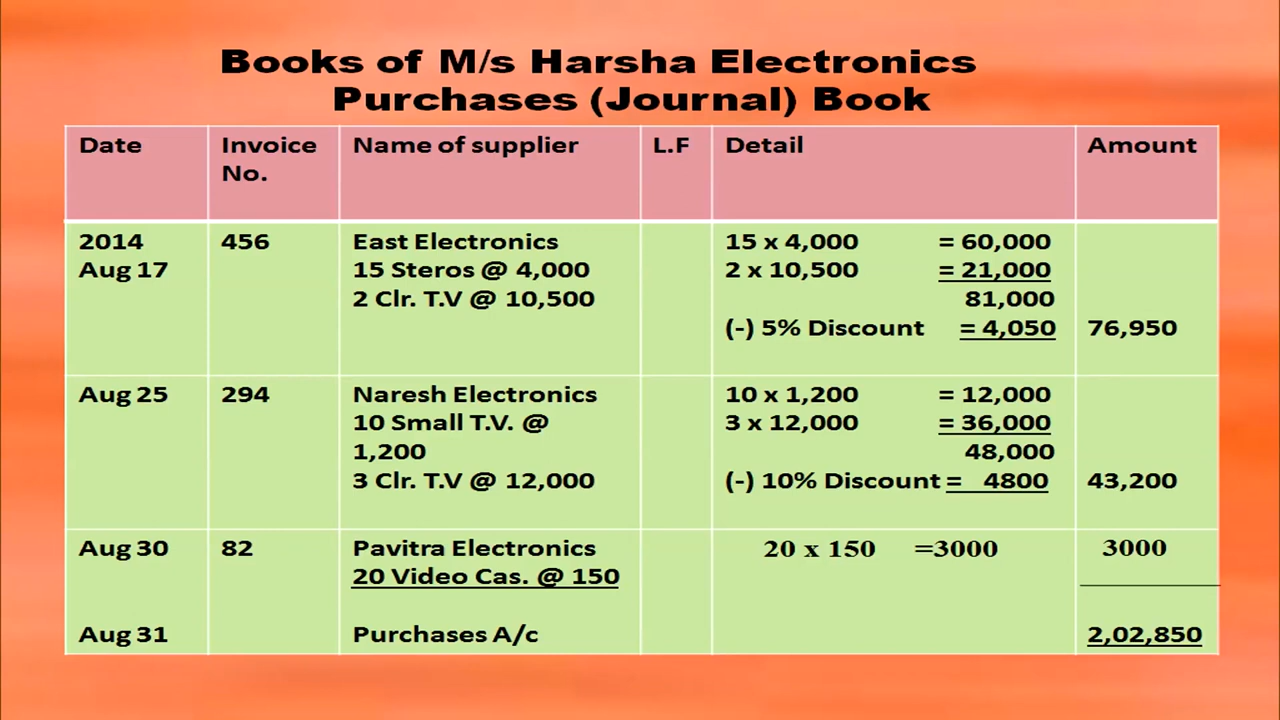 Books of M/s Harsha Electronics
Purchases (Journal) Book
Date Invoice No. Name of supplier L.F Detail Amount
2014 456 East Electronics 15 x 4,000 = 60,000
Aug 17 15 Steros @ 4,000 2 x 10,500 = 21,000
2 Clr. T.V @ 10,500 81,000
(-) 5% Discount = 4,050 76,950
Aug 25 294 Naresh Electronics 10 x 1,200 = 12,000
10 Small T.V. @ 3 x 12,000 = 36,000
1,200 48,000
3 Clr. T.V @ 12,000 (-) 10% Discount = 4800 43,200
Aug 30 82 Pavitra Electronics 20 x 150 =3000 3000
20 Video Cas. @ 150
Aug 31 Purchases A/c 2,02,850